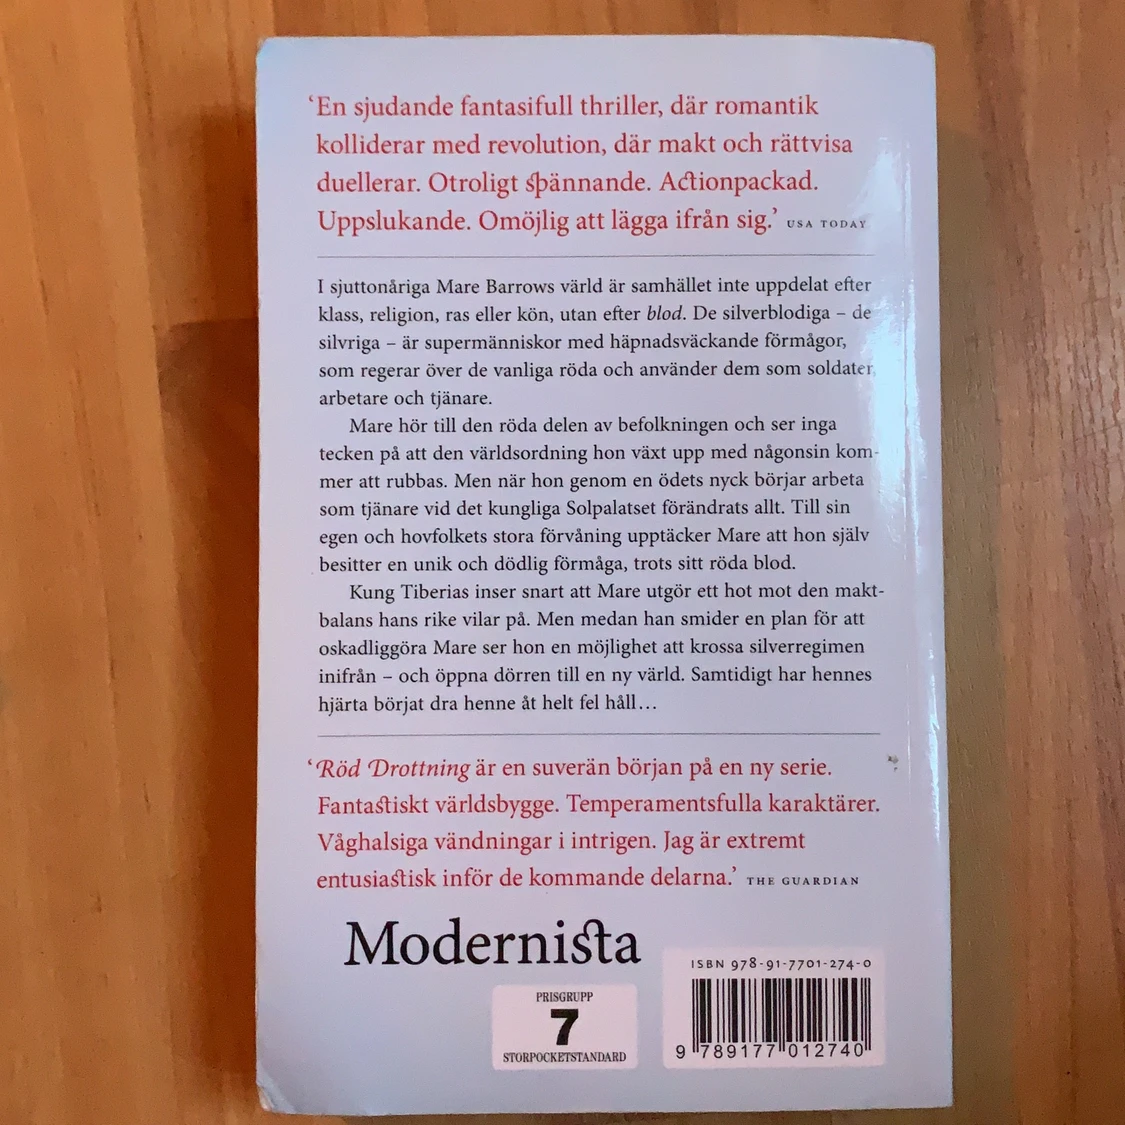 ‘En sjudande fantasifull thriller, där romantik
kolliderar med revolution, där makt och rättvisa
duellerar. Otroligt spännande. Actionpackad.
Uppslukande. Omöjlig att lägga ifrån sig.’ USA TODAY
I sjuttonåriga Mare Barrows värld är samhället inte uppdelat efter
klass, religion, ras eller kön, utan efter blod. De silverblodiga – de
silvriga – är supermänniskor med häpnadsväckande förmågor,
som regerar över de vanliga röda och använder dem som soldater,
arbetare och tjänare.
Mare hör till den röda delen av befolkningen och ser inga
tecken på att den världsordning hon växt upp med någonsin kom-
mer att rubbas. Men när hon genom en ödets nyck börjar arbeta
som tjänare vid det kungliga Solpalatset förändrats allt. Till sin
egen och hovfolkets stora förvåning upptäcker Mare att hon själv
besitter en unik och dödlig förmåga, trots sitt röda blod.
Kung Tiberias inser snart att Mare utgör ett hot mot den makt-
balans hans rike vilar på. Men medan han smider en plan för att
oskadliggöra Mare ser hon en möjlighet att krossa silverregimen
inifrån – och öppna dörren till en ny värld. Samtidigt har hennes
hjärta börjat dra henne åt helt fel håll…
‘Röd Drottning är en suverän början på en ny serie.
Fantastiskt världsbygge. Temperamentsfulla karaktärer.
Våghalsiga vändningar i intrigen. Jag är extremt
entusiastisk inför de kommande delarna.’ THE GUARDIAN
Modernista
PRISGRUPP
7
STORPOCKETSTANDARD
ISBN 978-91-7701-274-0
9 789177 012740